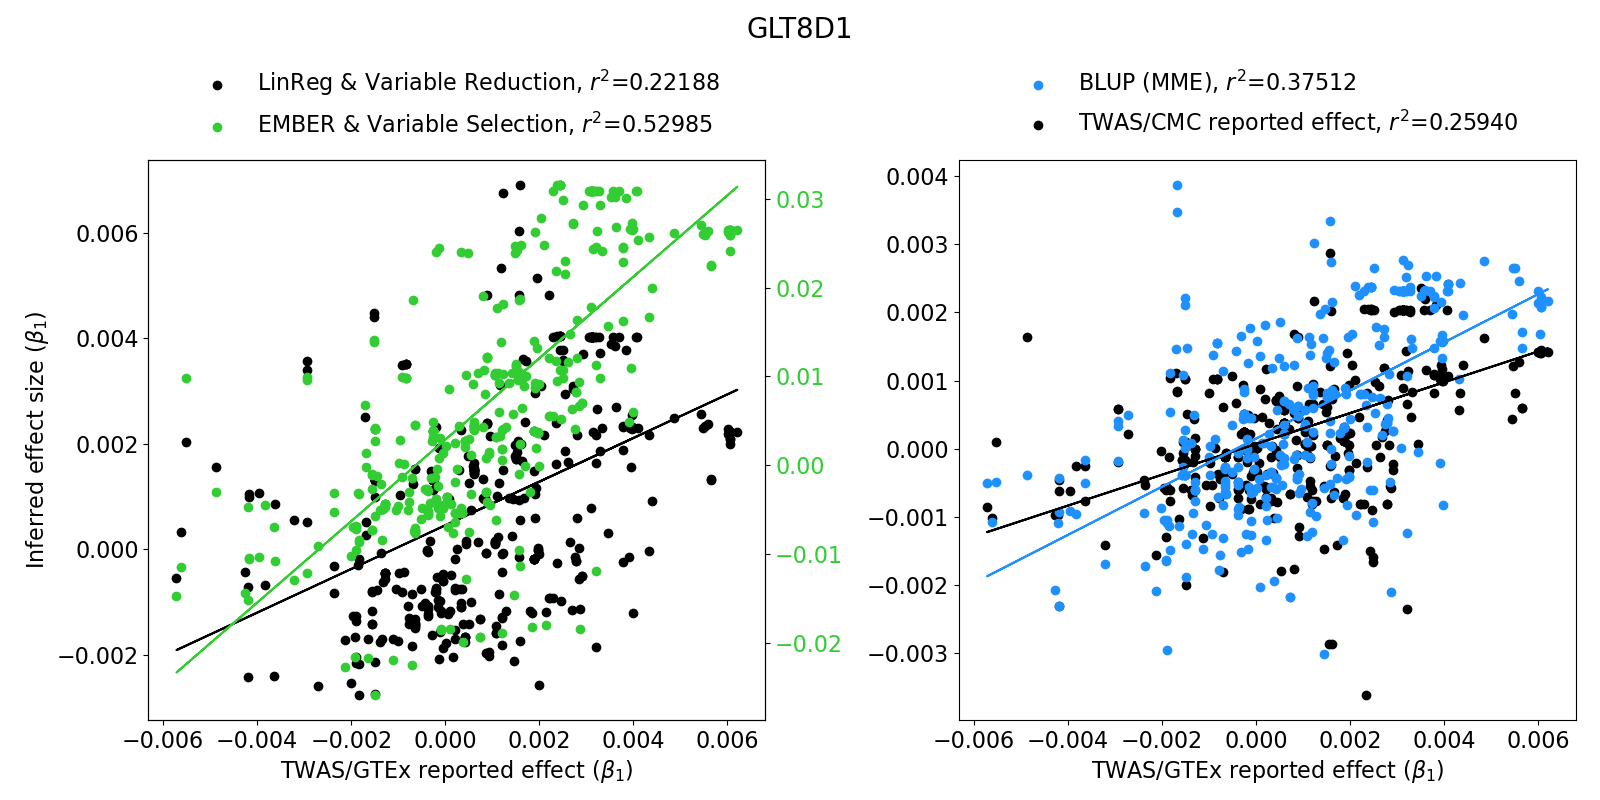 GLT8D1
LinReg & Variable Reduction, r²=0.22188
EMBER & Variable Selection, r²=0.52985
BLUP (MME), r²=0.37512
TWAS/CMC reported effect, r²=0.25940
Inferred effect size (β₁)
0.006
0.004
0.002
0.000
−0.002
0.03
0.02
0.01
0.00
−0.01
−0.02
−0.006 −0.004 −0.002 0.000 0.002 0.004 0.006
TWAS/GTEx reported effect (β₁)
0.004
0.003
0.002
0.001
0.000
−0.001
−0.002
−0.003
−0.006 −0.004 −0.002 0.000 0.002 0.004 0.006
TWAS/GTEx reported effect (β₁)